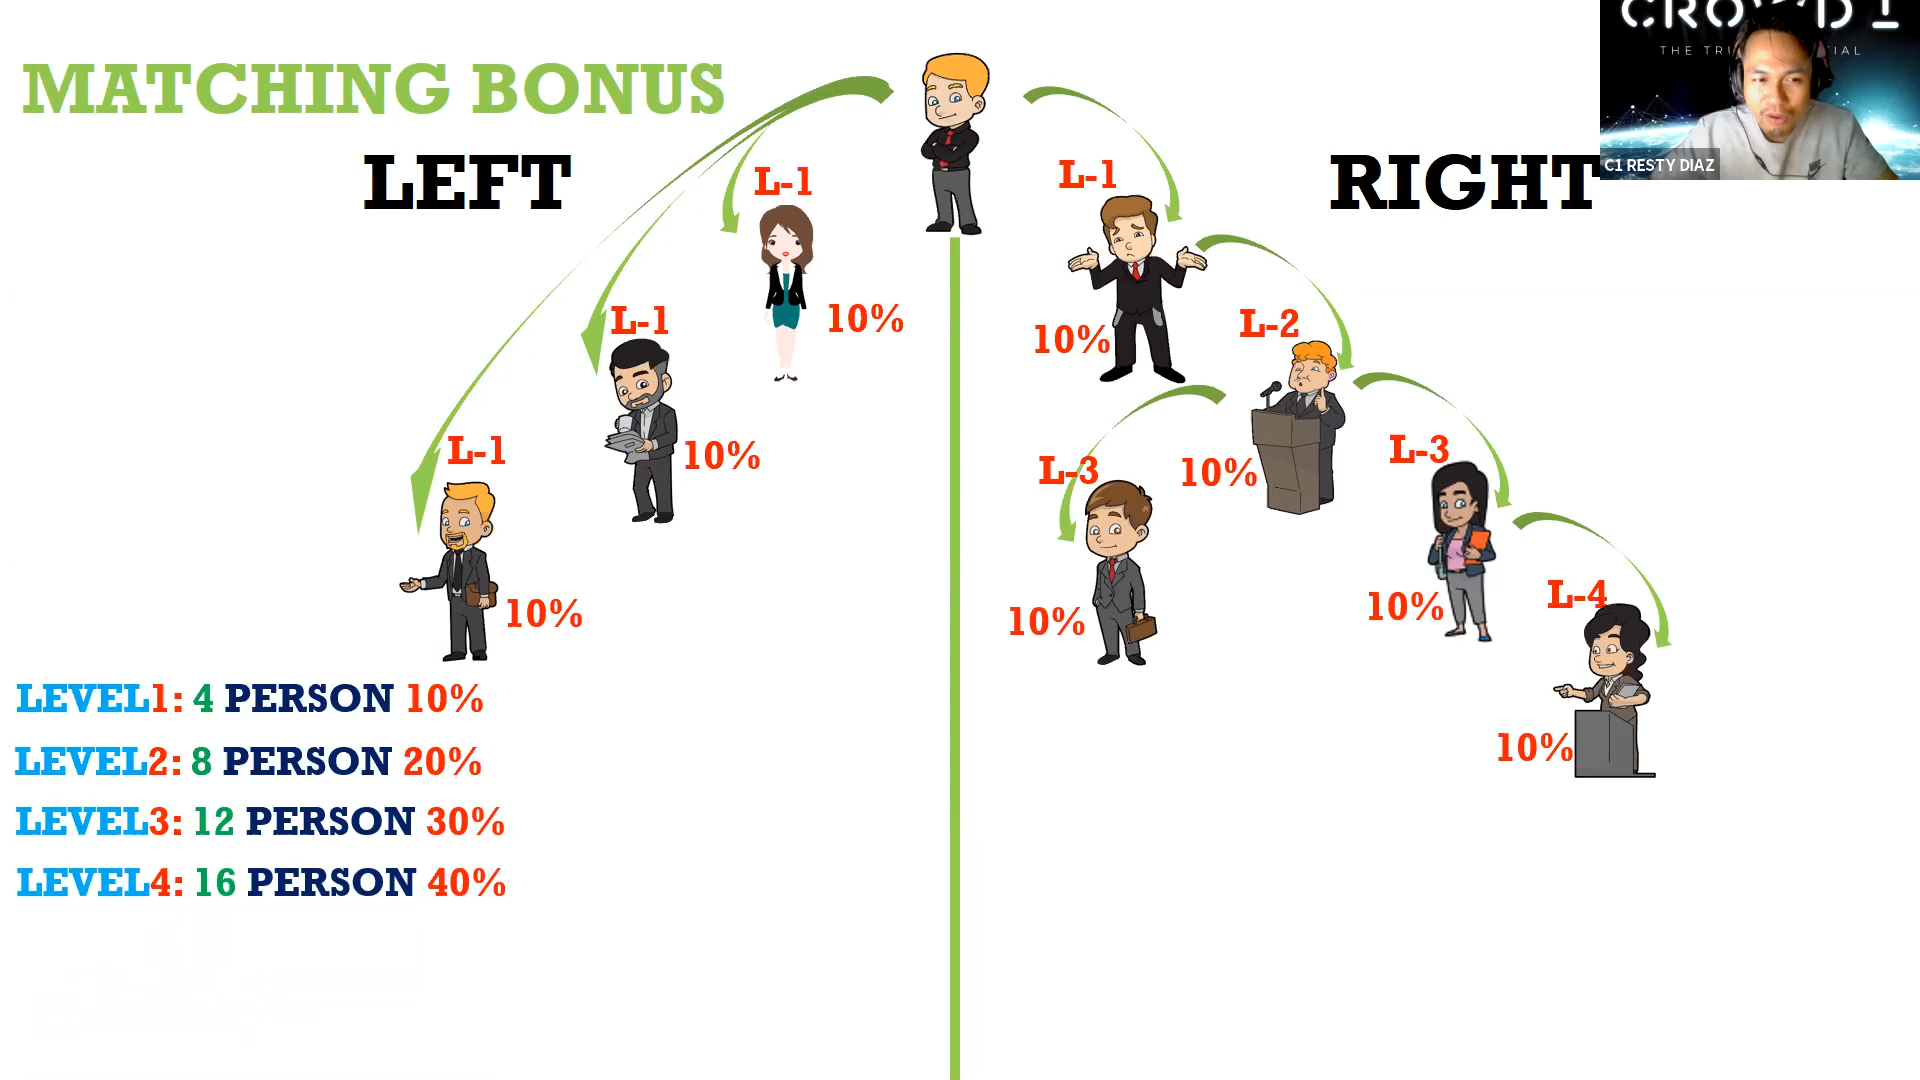 MATCHING BONUS
LEFT
RIGHT
CROWD1
THE TR IAL
C1 RESTY DIAZ
L-1
10%
L-1
10%
L-1
10%
L-1
10%
L-2
10%
L-3
10%
L-3
10%
L-4
10%
LEVEL1: 4 PERSON 10%
LEVEL2: 8 PERSON 20%
LEVEL3: 12 PERSON 30%
LEVEL4: 16 PERSON 40%